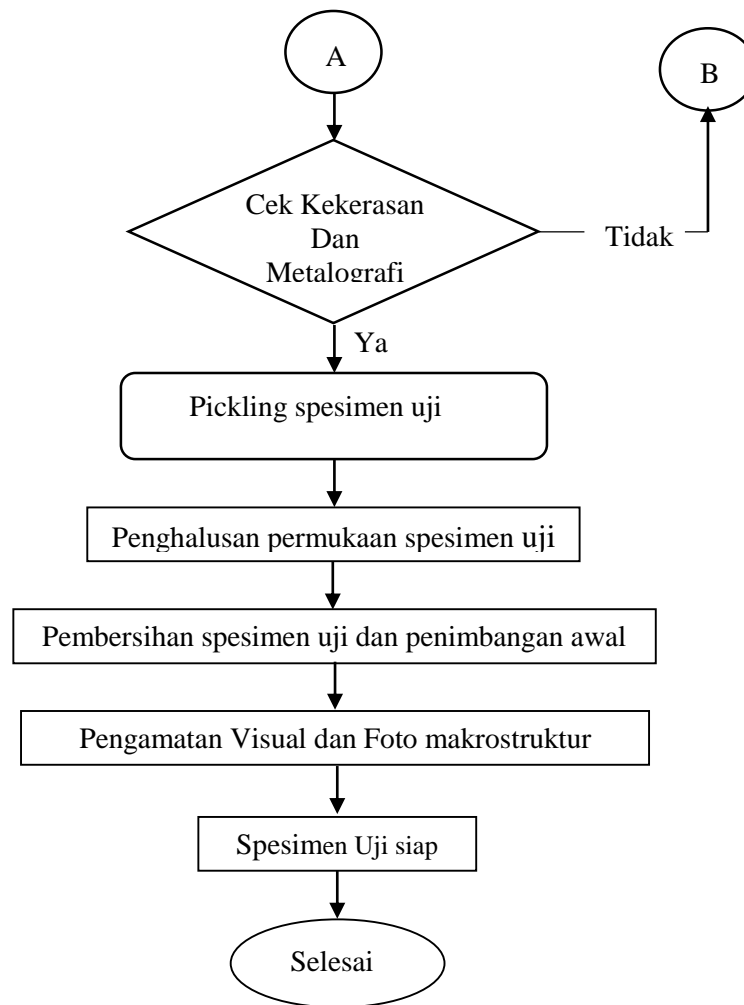 A
B
Cek Kekerasan
Dan
Metalografi
Tidak
Ya
Pickling spesimen uji
Penghalusan permukaan spesimen uji
Pembersihan spesimen uji dan penimbangan awal
Pengamatan Visual dan Foto makrostruktur
Spesimen Uji siap
Selesai